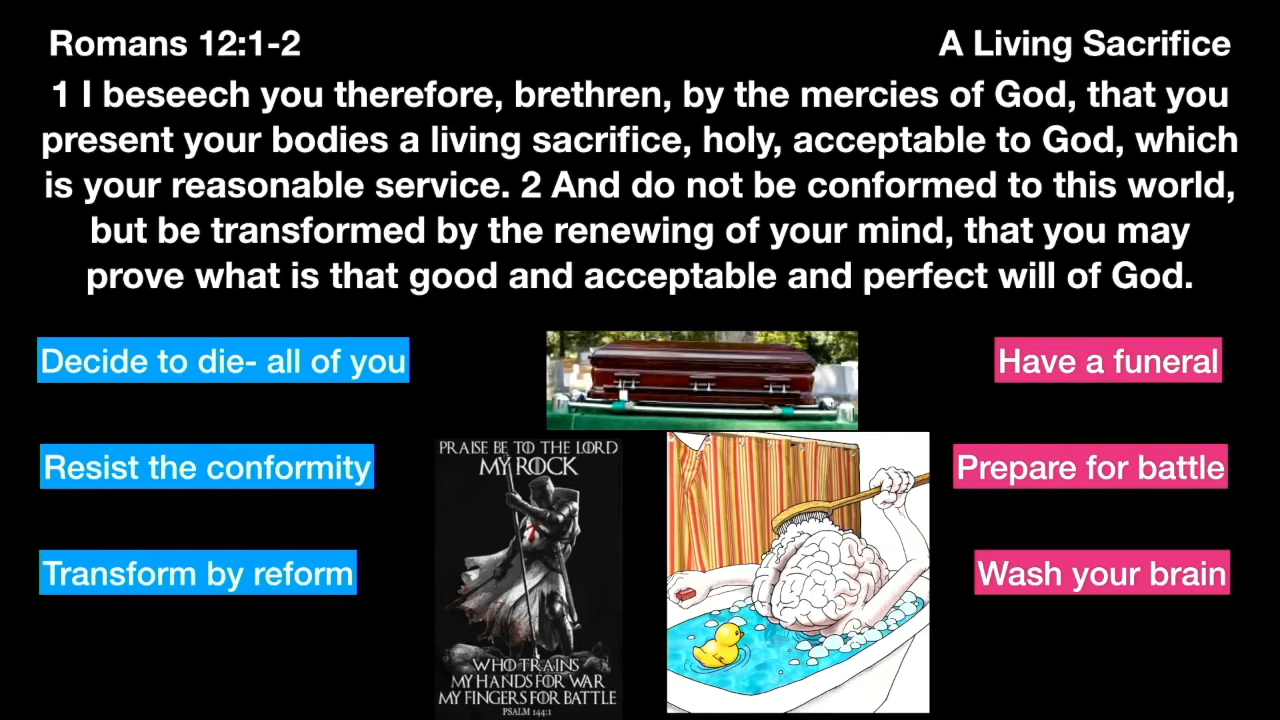 Romans 12:1-2
A Living Sacrifice
1 I beseech you therefore, brethren, by the mercies of God, that you
present your bodies a living sacrifice, holy, acceptable to God, which
is your reasonable service. 2 And do not be conformed to this world,
but be transformed by the renewing of your mind, that you may
prove what is that good and acceptable and perfect will of God.
Decide to die- all of you
Have a funeral
Resist the conformity
Prepare for battle
Transform by reform
Wash your brain
PRAISE BE TO THE LORD
MY ROCK
WHO TRAINS
MY HANDS FOR WAR
MY FINGERS FOR BATTLE
PSALM 144:1